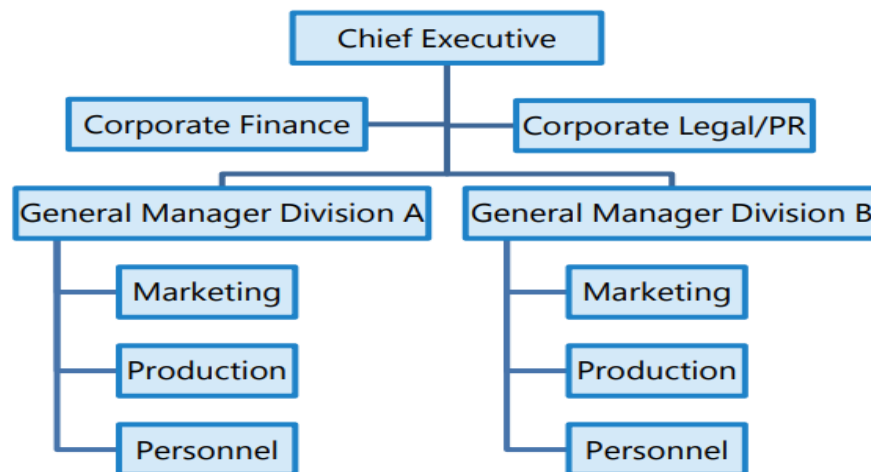 Chief Executive
Corporate Finance
Corporate Legal/PR
General Manager Division A
General Manager Division B
Marketing
Production
Personnel
Marketing
Production
Personnel